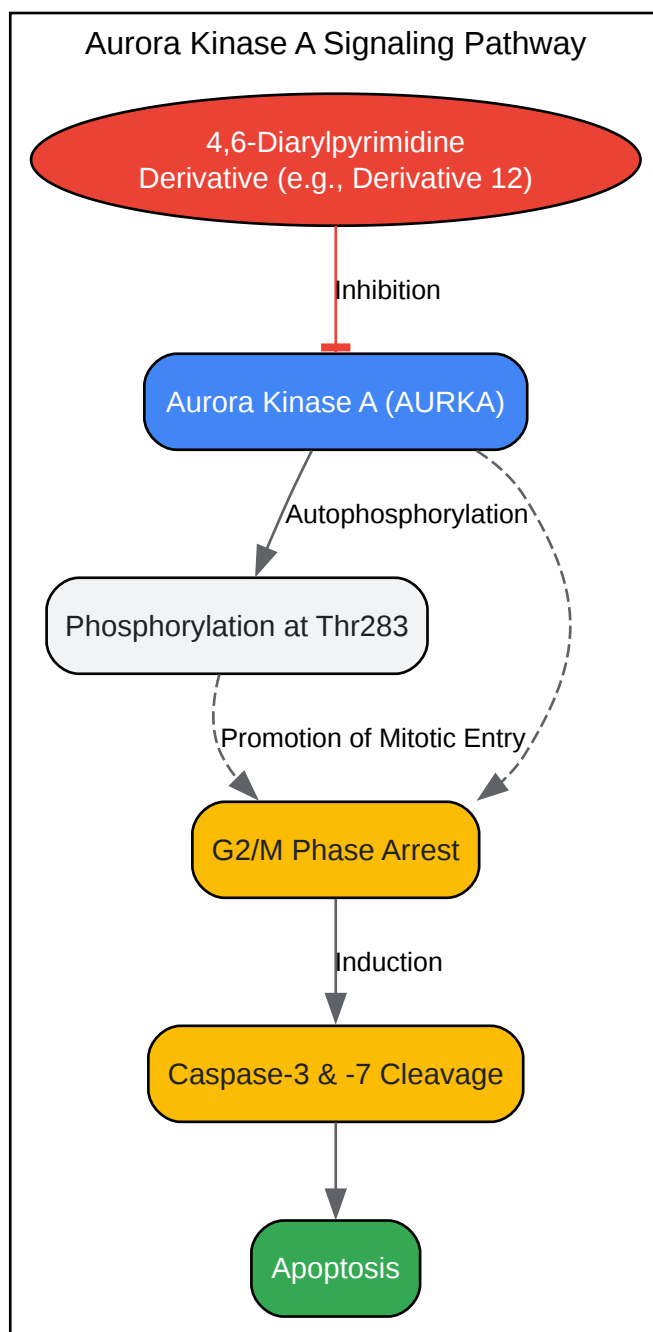 Aurora Kinase A Signaling Pathway
4,6-Diarylpyrimidine
Derivative (e.g., Derivative 12)
Inhibition
Aurora Kinase A (AURKA)
Autophosphorylation
Phosphorylation at Thr283
Promotion of Mitotic Entry
G2/M Phase Arrest
Induction
Caspase-3 & -7 Cleavage
Apoptosis